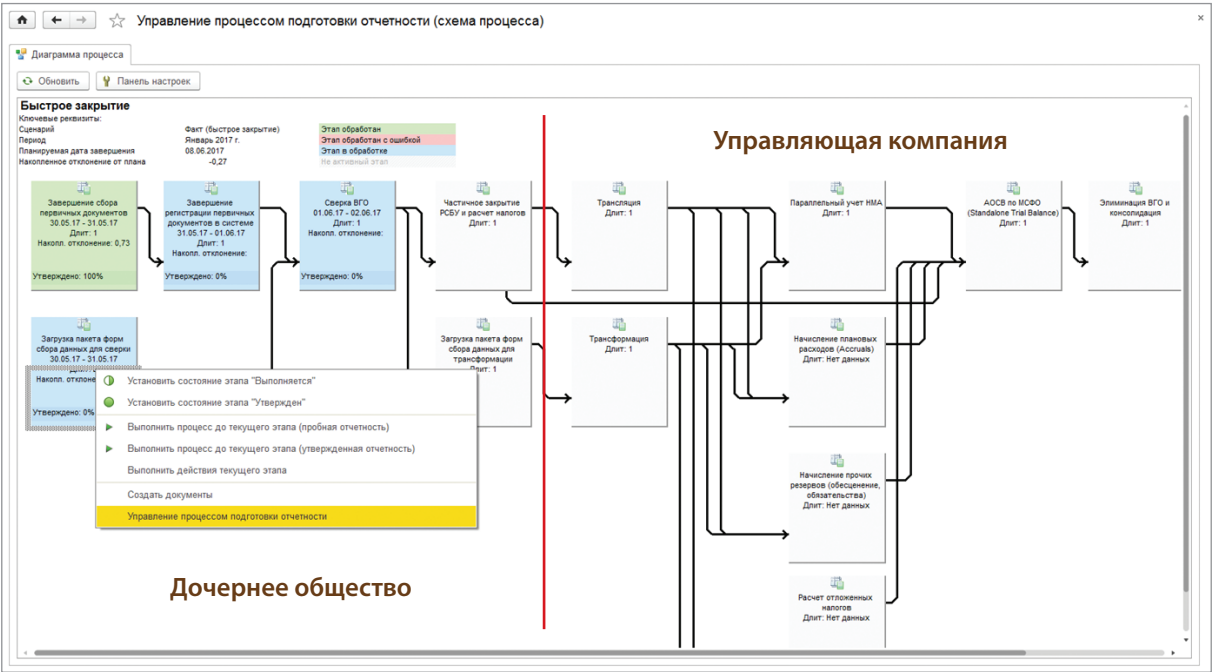 Управление процессом подготовки отчетности (схема процесса)
Диаграмма процесса
Обновить
Панель настроек
Быстрое закрытие
Ключевые реквизиты:
Сценарий Факт (быстрое закрытие) Этап обработан
Период Январь 2017 г. Этап обработан с ошибкой
Планируемая дата завершения 08.06.2017 Этап в обработке
Накопленное отклонение от плана -0,27 Не активный этап
Управляющая компания
Завершение сбора
первичных документов
30.05.17 - 31.05.17
Длит: 1
Накопл. отклонение: 0,73
Утверждено: 100%
Завершение
регистрации первичных
документов в системе
31.05.17 - 01.06.17
Длит: 1
Накопл. отклонение:
Утверждено: 0%
Сверка ВГО
01.06.17 - 02.06.17
Длит: 1
Накопл. отклонение:
Утверждено: 0%
Частичное закрытие
РСБУ и расчет налогов
Длит: 1
Трансляция
Длит: 1
Параллельный учет НМА
Длит: 1
АОСВ по МСФО
(Standalone Trial Balance)
Длит: 1
Элиминация ВГО и
консолидация
Длит: 1
Загрузка пакета форм
сбора данных для сверки
30.05.17 - 31.05.17
Накопл. отклоне
Утверждено: 0%
Загрузка пакета форм
сбора данных для
трансформации
Длит: 1
Трансформация
Длит: 1
Начисление плановых
расходов (Accruals)
Длит: Нет данных
Установить состояние этапа "Выполняется"
Установить состояние этапа "Утвержден"
Выполнить процесс до текущего этапа (пробная отчетность)
Выполнить процесс до текущего этапа (утвержденная отчетность)
Выполнить действия текущего этапа
Создать документы
Управление процессом подготовки отчетности
Начисление прочих
резервов (обесценение,
обязательства)
Длит: Нет данных
Дочернее общество
Расчет отложенных
налогов
Длит: Нет данных